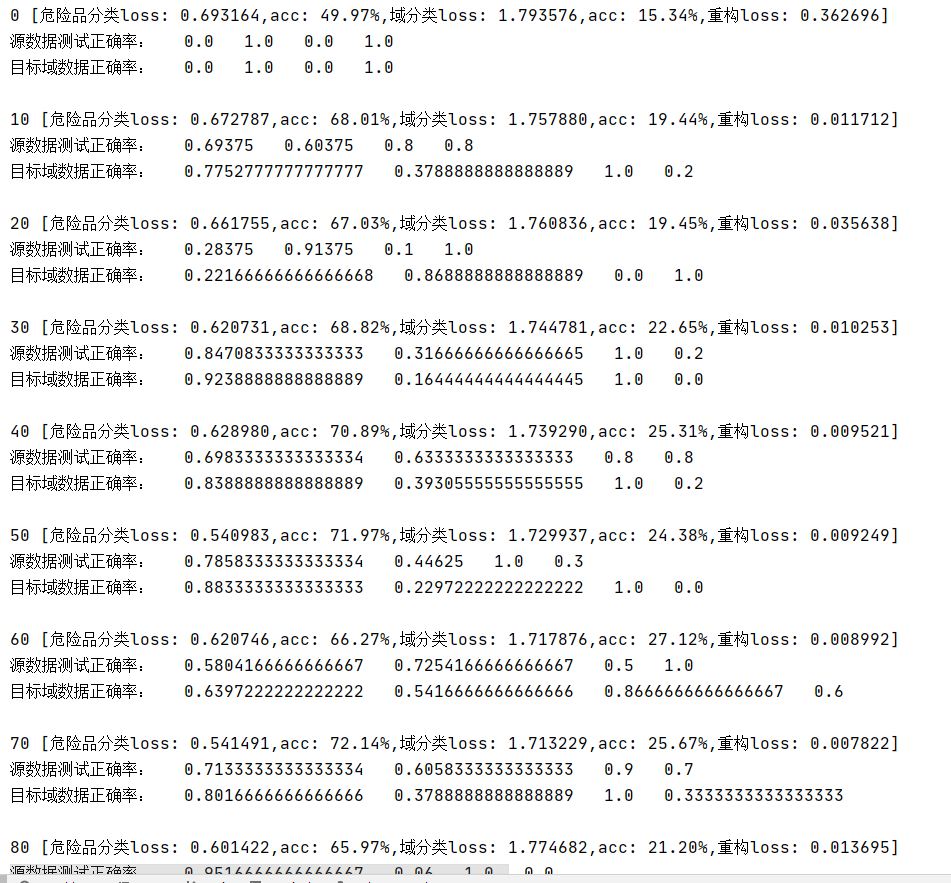 0 [危险品分类loss: 0.693164,acc: 49.97%,域分类loss: 1.793576,acc: 15.34%,重构loss: 0.362696]
源数据测试正确率： 0.0 1.0 0.0 1.0
目标域数据正确率： 0.0 1.0 0.0 1.0
10 [危险品分类loss: 0.672787,acc: 68.01%,域分类loss: 1.757880,acc: 19.44%,重构loss: 0.011712]
源数据测试正确率： 0.69375 0.60375 0.8 0.8
目标域数据正确率： 0.7752777777777777 0.3788888888888889 1.0 0.2
20 [危险品分类loss: 0.661755,acc: 67.03%,域分类loss: 1.760836,acc: 19.45%,重构loss: 0.035638]
源数据测试正确率： 0.28375 0.91375 0.1 1.0
目标域数据正确率： 0.22166666666666668 0.8688888888888889 0.0 1.0
30 [危险品分类loss: 0.620731,acc: 68.82%,域分类loss: 1.744781,acc: 22.65%,重构loss: 0.010253]
源数据测试正确率： 0.8470833333333333 0.31666666666666665 1.0 0.2
目标域数据正确率： 0.9238888888888889 0.16444444444444445 1.0 0.0
40 [危险品分类loss: 0.628980,acc: 70.89%,域分类loss: 1.739290,acc: 25.31%,重构loss: 0.009521]
源数据测试正确率： 0.6983333333333334 0.6333333333333333 0.8 0.8
目标域数据正确率： 0.8388888888888889 0.39305555555555555 1.0 0.2
50 [危险品分类loss: 0.540983,acc: 71.97%,域分类loss: 1.729937,acc: 24.38%,重构loss: 0.009249]
源数据测试正确率： 0.7858333333333334 0.44625 1.0 0.3
目标域数据正确率： 0.8833333333333333 0.22972222222222222 1.0 0.0
60 [危险品分类loss: 0.620746,acc: 66.27%,域分类loss: 1.717876,acc: 27.12%,重构loss: 0.008992]
源数据测试正确率： 0.5804166666666667 0.7254166666666667 0.5 1.0
目标域数据正确率： 0.6397222222222222 0.5416666666666666 0.8666666666666667 0.6
70 [危险品分类loss: 0.541491,acc: 72.14%,域分类loss: 1.713229,acc: 25.67%,重构loss: 0.007822]
源数据测试正确率： 0.7133333333333334 0.6058333333333333 0.9 0.7
目标域数据正确率： 0.8016666666666666 0.3788888888888889 1.0 0.3333333333333333
80 [危险品分类loss: 0.601422,acc: 65.97%,域分类loss: 1.774682,acc: 21.20%,重构loss: 0.013695]
源数据测试正确率： 0.9516666666666667 0.06 1.0 0.0